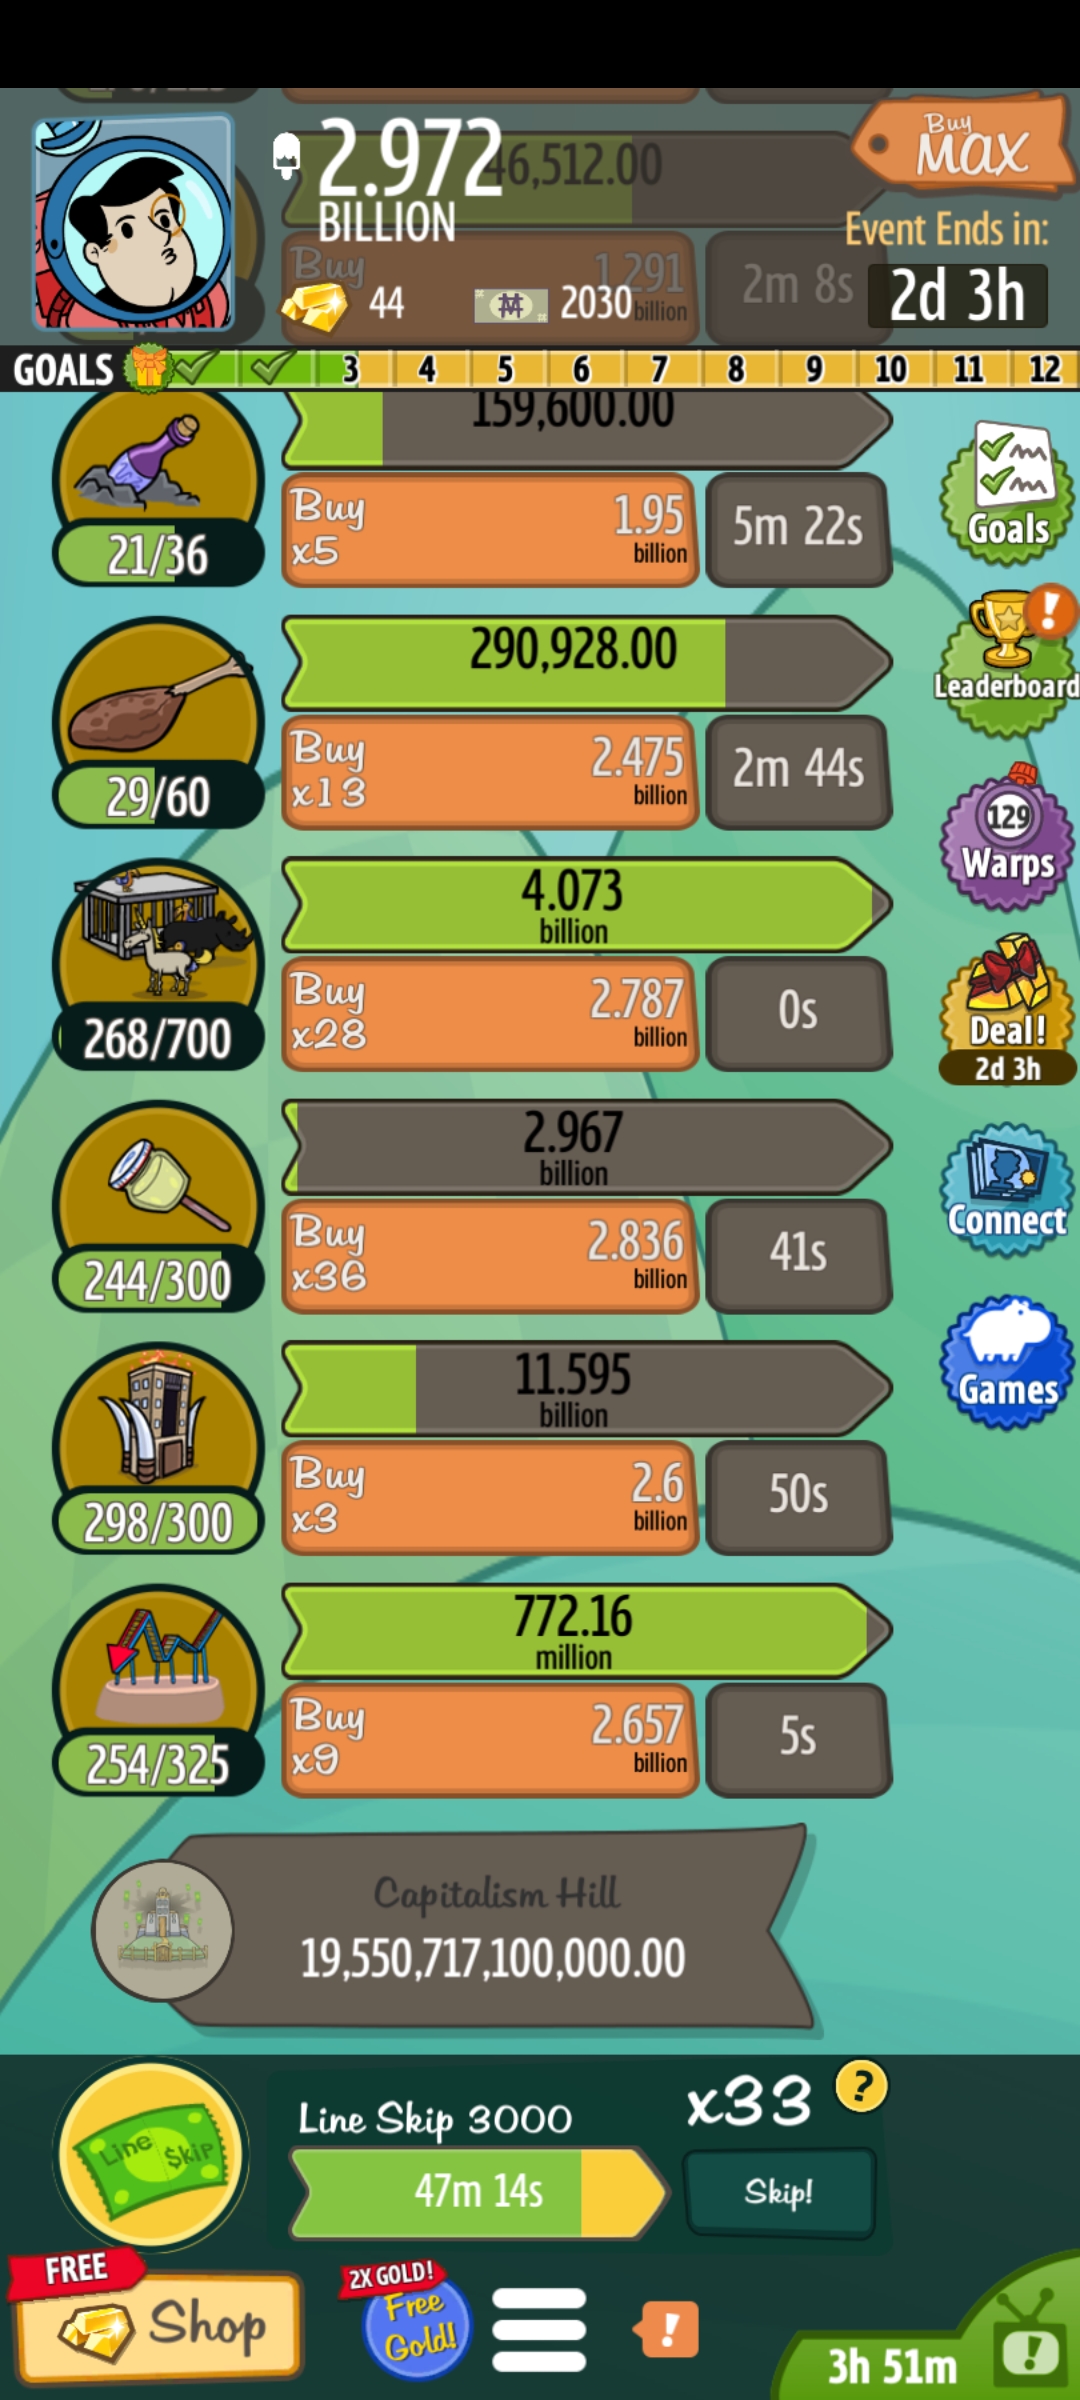 2.972
BILLION
46,512.00
Buy
MAX
Event Ends in:
2d 3h
44
2030
Buy
1.291
billion
2m 8s
GOALS 3 4 5 6 7 8 9 10 11 12
159,600.00
21/36
Buy
x5
1.95
billion
5m 22s
Goals
290,928.00
Leaderboard
29/60
Buy
x13
2.475
billion
2m 44s
129
Warps
4.073
billion
268/700
Buy
x28
2.787
billion
0s
Deal!
2d 3h
2.967
billion
244/300
Buy
x36
2.836
billion
41s
Connect
11.595
billion
298/300
Buy
x3
2.6
billion
50s
Games
772.16
million
254/325
Buy
x9
2.657
billion
5s
Capitalism Hill
19,550,717,100,000.00
Line $kip
Line Skip 3000
47m 14s
x33
?
Skip!
FREE
Shop
2X GOLD!
Free
Gold!
!
3h 51m
!